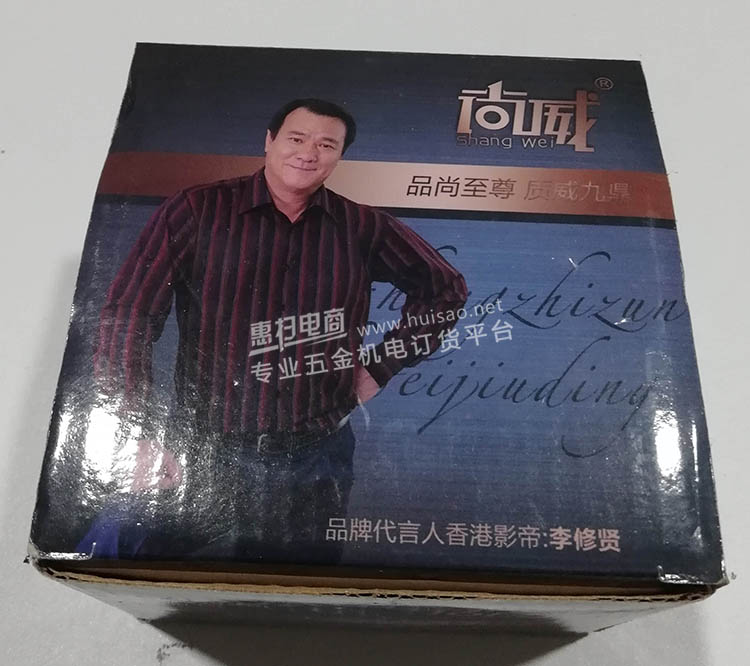 尚威®
Shang Wei
品尚至尊 质威九鼎
惠扫电商 www.huisao.net
专业五金机电订货平台
zhizun
eijiuding
品牌代言人香港影帝:李修贤